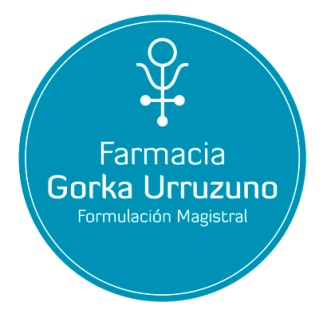 Farmacia
Gorka Urruzuno
Formulación Magistral